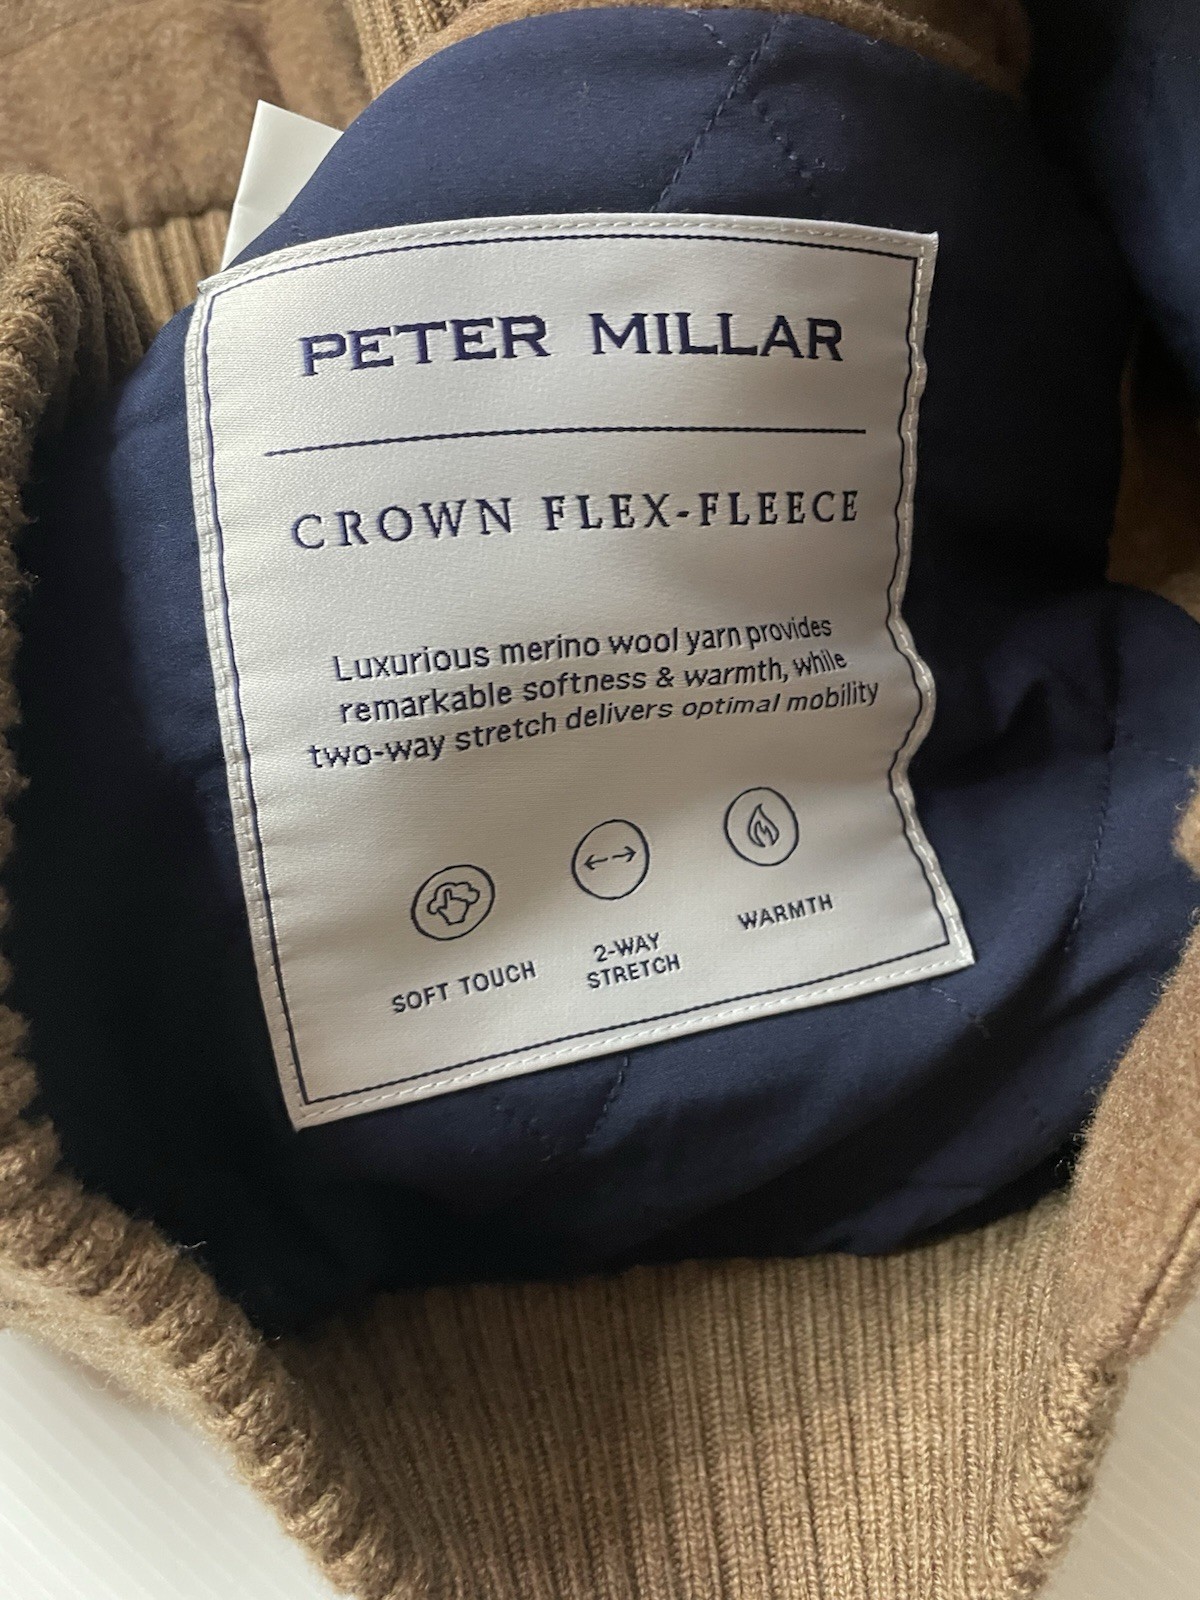 PETER MILLAR
CROWN FLEX-FLEECE
Luxurious merino wool yarn provides
remarkable softness & warmth, while
two-way stretch delivers optimal mobility
SOFT TOUCH
2-WAY
STRETCH
WARMTH